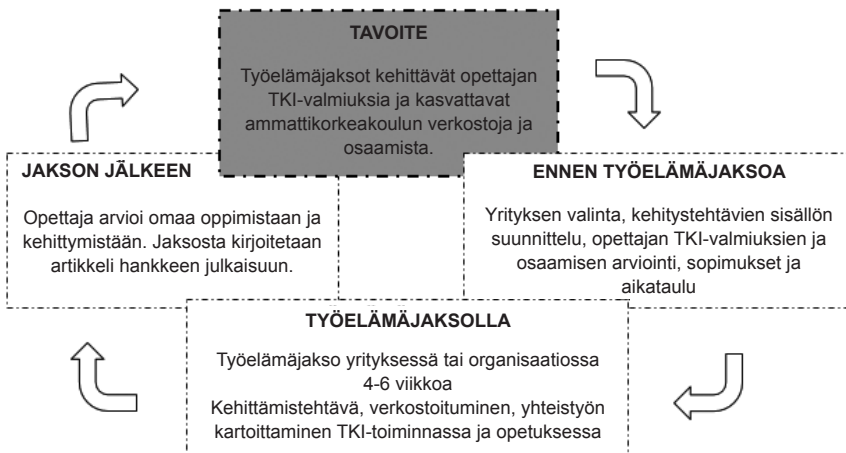 TAVOITE
Työelämäjaksot kehittävät opettajan
TKI-valmiuksia ja kasvattavat
ammattikorkeakoulun verkostoja ja
osaamista.
ENNEN TYÖELÄMÄJAKSOA
Yrityksen valinta, kehitystehtävien sisällön
suunnittelu, opettajan TKI-valmiuksien ja
osaamisen arviointi, sopimukset ja
aikataulu
TYÖELÄMÄJAKSOLLA
Työelämäjakso yrityksessä tai organisaatiossa
4-6 viikkoa
Kehittämistehtävä, verkostoituminen, yhteistyön
kartoittaminen TKI-toiminnassa ja opetuksessa
JAKSON JÄLKEEN
Opettaja arvioi omaa oppimistaan ja
kehittymistään. Jaksosta kirjoitetaan
artikkeli hankkeen julkaisuun.